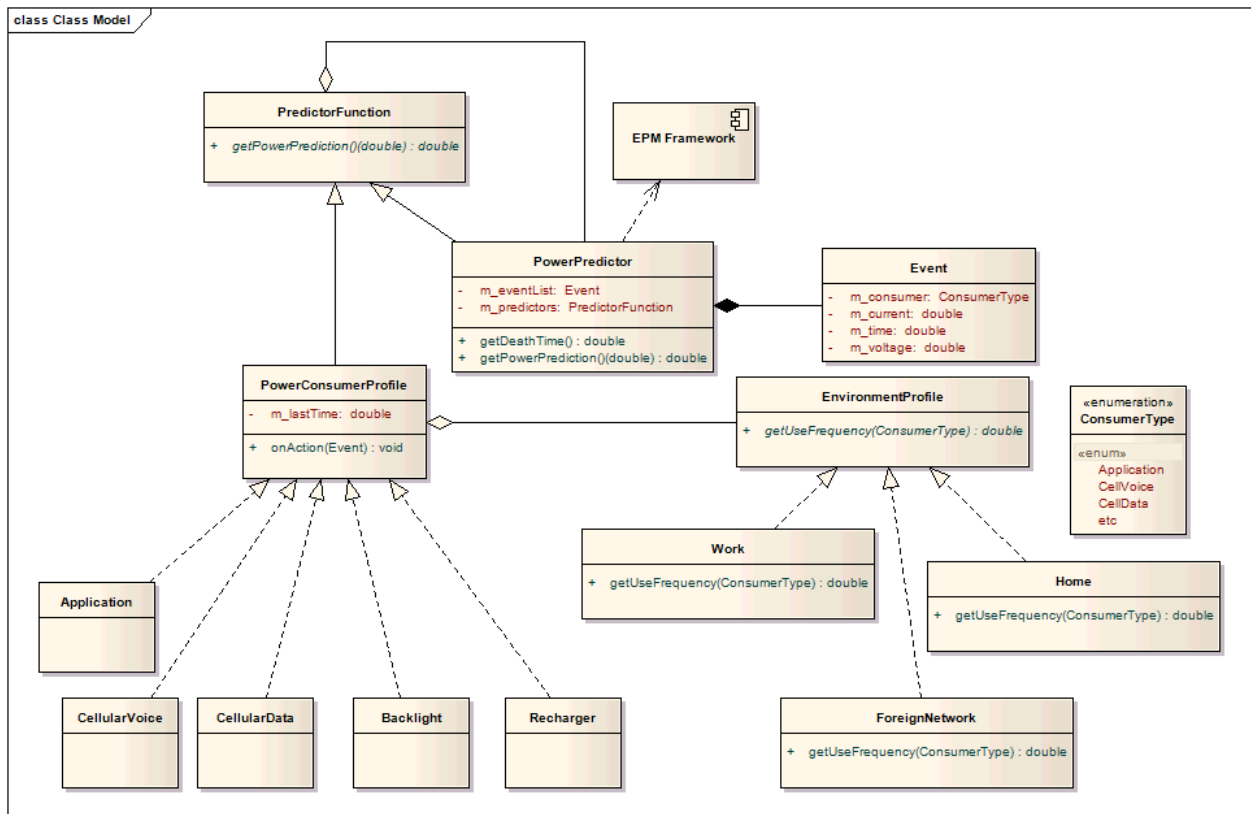 class Class Model
PredictorFunction
+ getPowerPrediction()(double) : double
EPM Framework
PowerPredictor
- m_eventList: Event
- m_predictors: PredictorFunction
+ getDeathTime() : double
+ getPowerPrediction()(double) : double
Event
- m_consumer: ConsumerType
- m_current: double
- m_time: double
- m_voltage: double
PowerConsumerProfile
- m_lastTime: double
+ onAction(Event) : void
EnvironmentProfile
+ getUseFrequency(ConsumerType) : double
«enumeration»
ConsumerType
«enum»
Application
CellVoice
CellData
etc
Work
+ getUseFrequency(ConsumerType) : double
Home
+ getUseFrequency(ConsumerType) : double
Application
CellularVoice
CellularData
Backlight
Recharger
ForeignNetwork
+ getUseFrequency(ConsumerType) : double